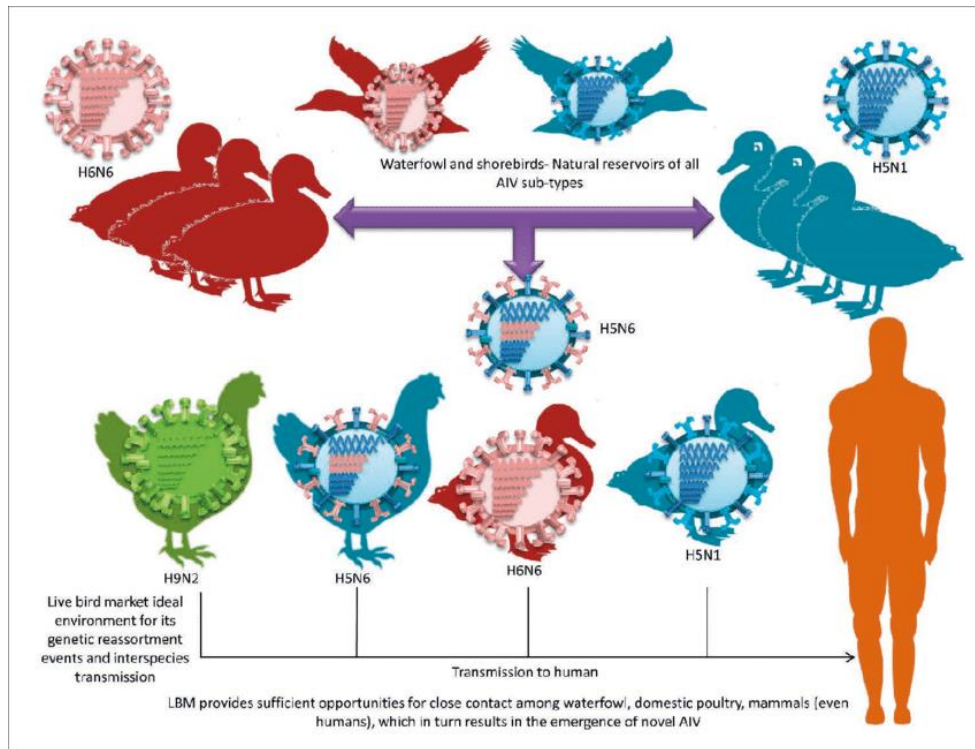 H6N6
H5N1
Waterfowl and shorebirds- Natural reservoirs of all
AIV sub-types
H5N6
H9N2
H5N6
H6N6
H5N1
Live bird market ideal
environment for its
genetic reassortment
events and interspecies
transmission
Transmission to human
LBM provides sufficient opportunities for close contact among waterfowl, domestic poultry, mammals (even
humans), which in turn results in the emergence of novel AIV